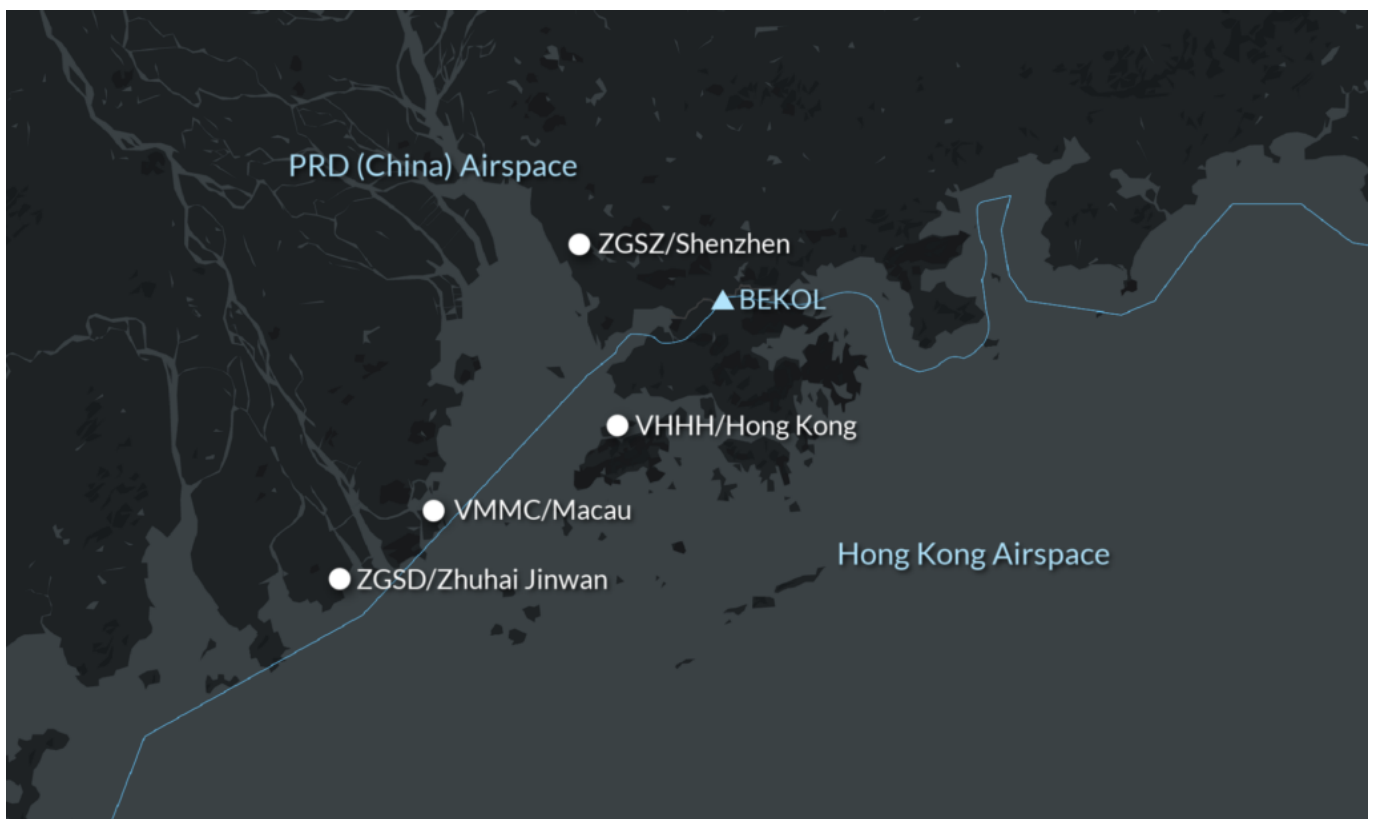 PRD (China) Airspace
ZGSZ/Shenzhen
BEKOL
VHHH/Hong Kong
VMMC/Macau
Hong Kong Airspace
ZGSD/Zhuhai Jinwan